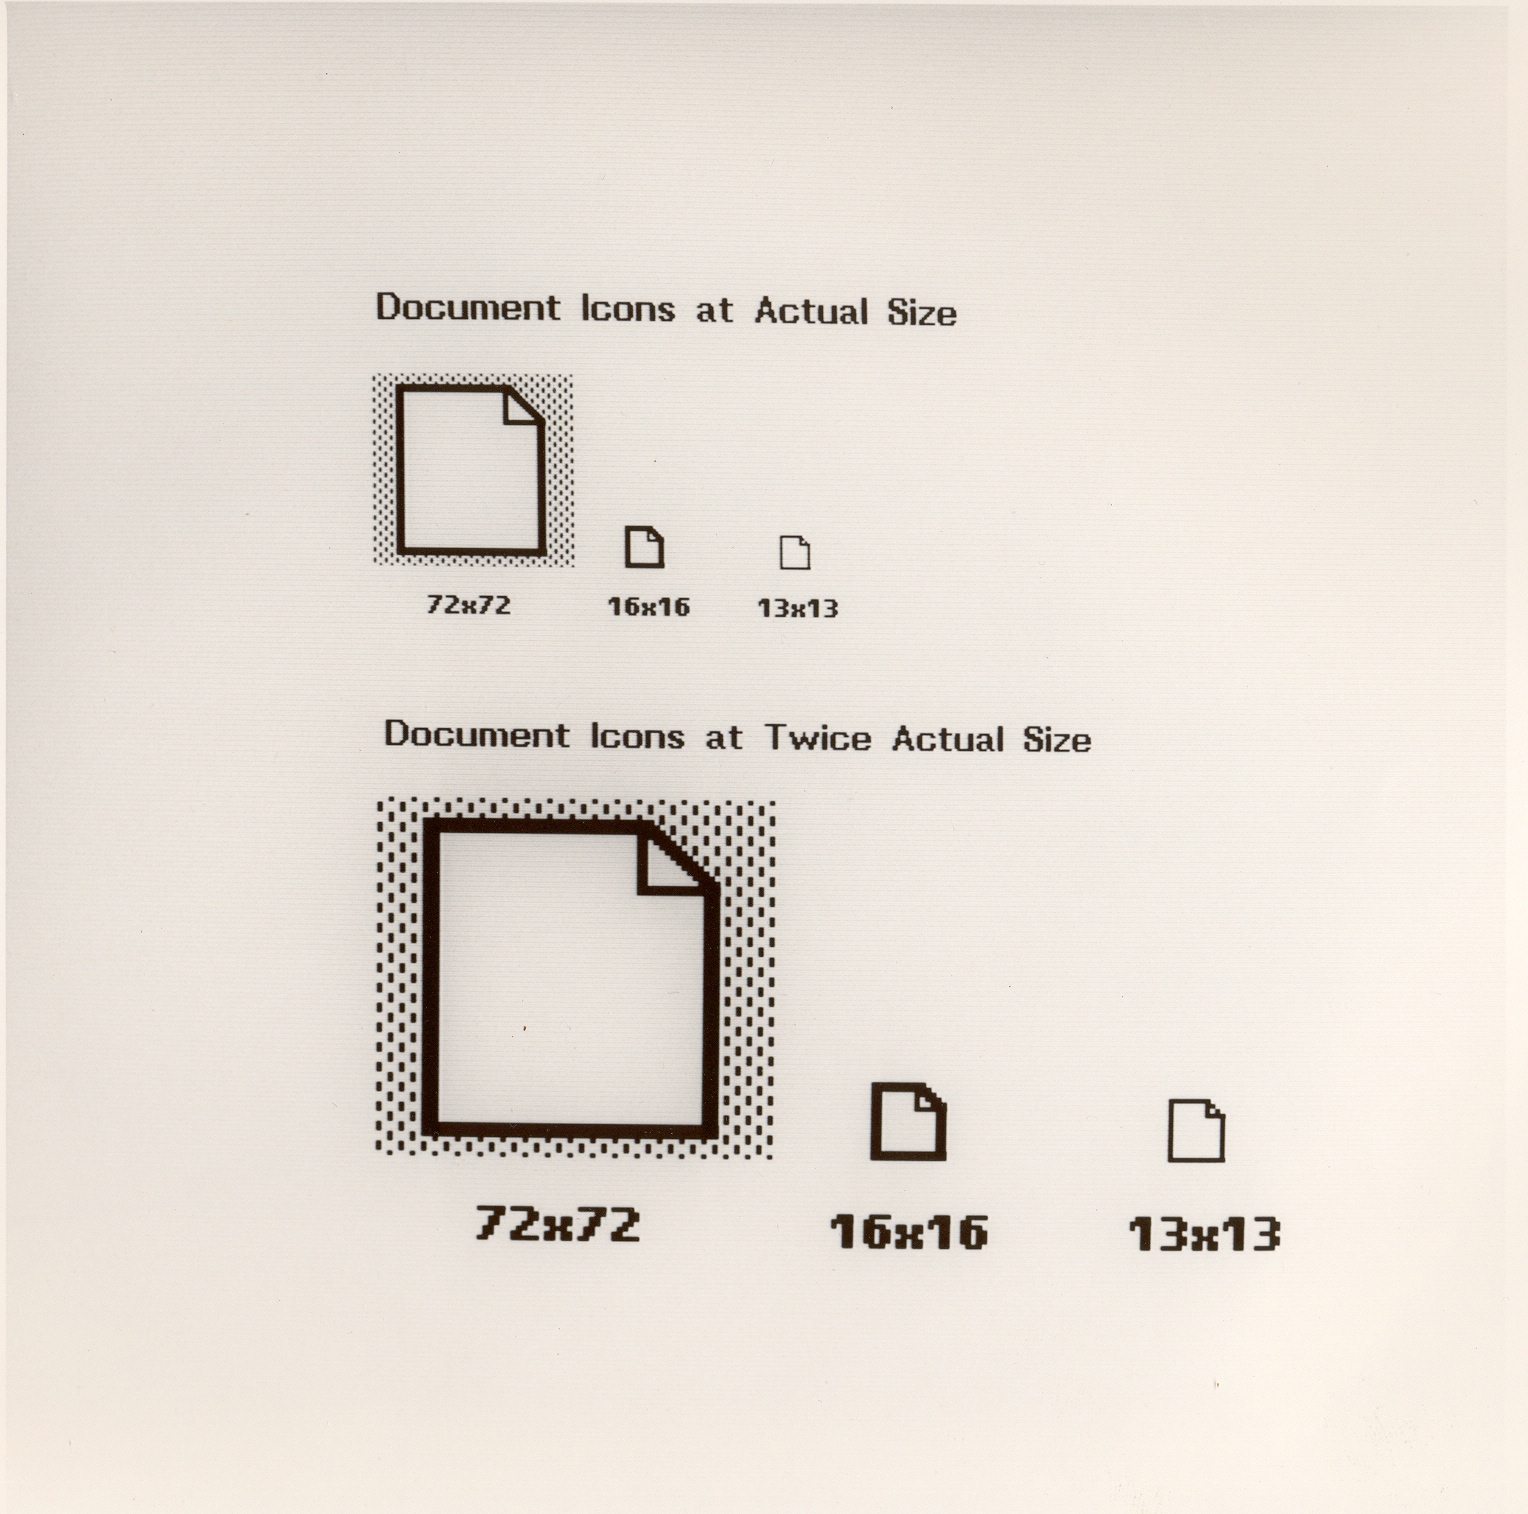 Document Icons at Actual Size
72x72 16x16 13x13
Document Icons at Twice Actual Size
72x72 16x16 13x13